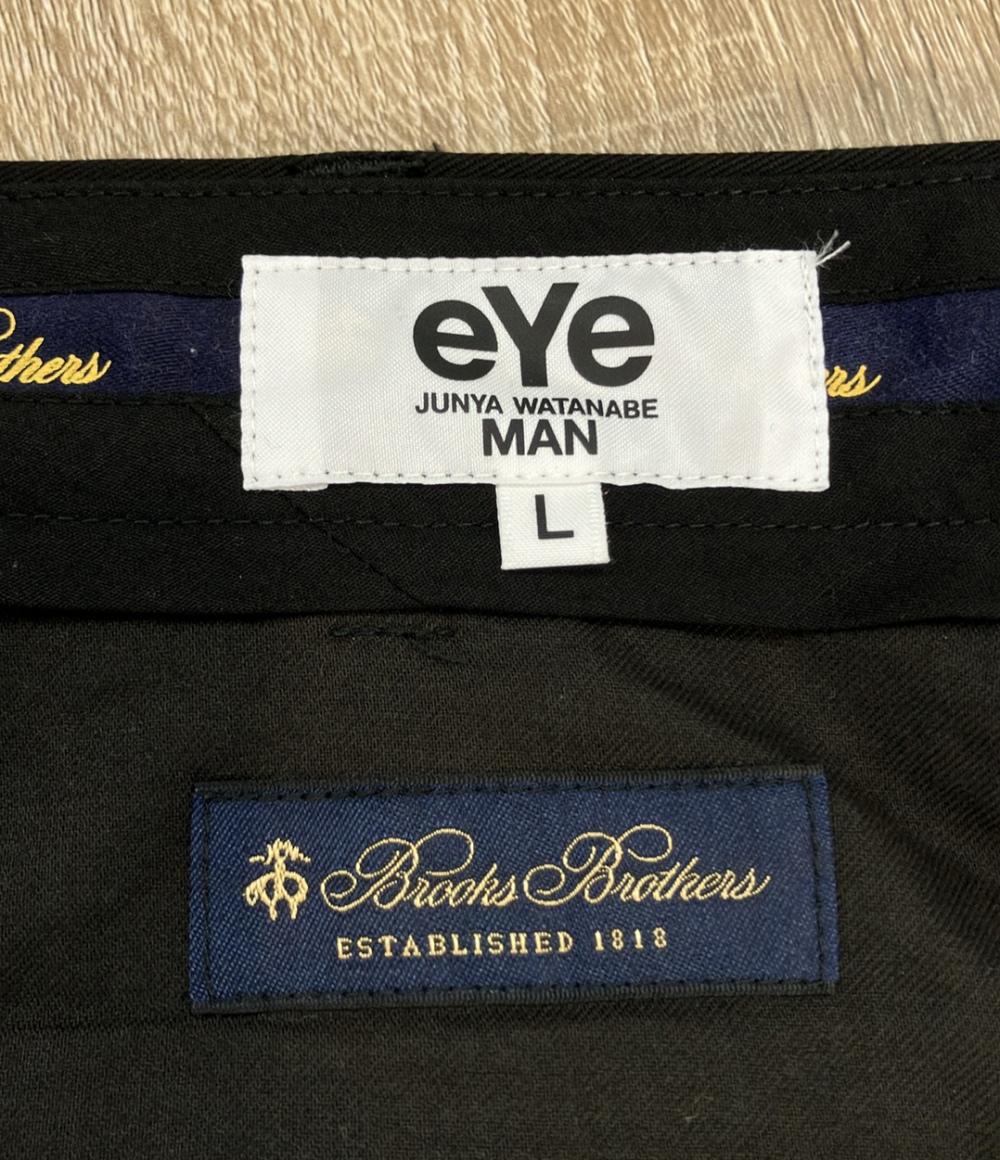 eYe
JUNYA WATANABE
MAN
L
Brooks Brothers
ESTABLISHED 1818